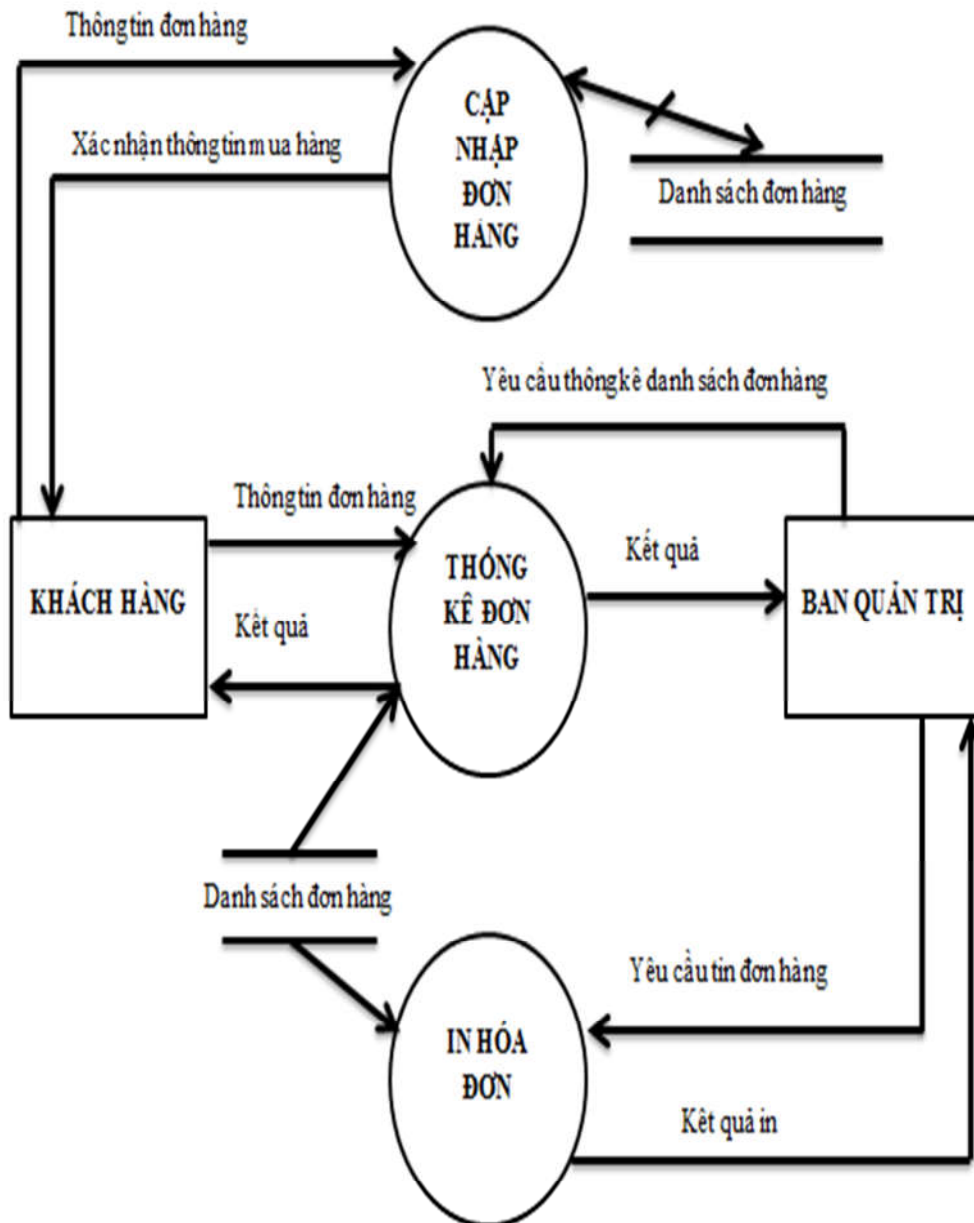 Thông tin đơn hàng
CẬP
NHẬP
ĐƠN
HÀNG
Xác nhận thông tin mua hàng
Danh sách đơn hàng
Yêu cầu thông kê danh sách đơn hàng
Thông tin đơn hàng
Kết quả
THỐNG
KÊ ĐƠN
HÀNG
KHÁCH HÀNG
BAN QUẢN TRỊ
Kết quả
Danh sách đơn hàng
Yêu cầu tin đơn hàng
IN HÓA
ĐƠN
Kêt quả in